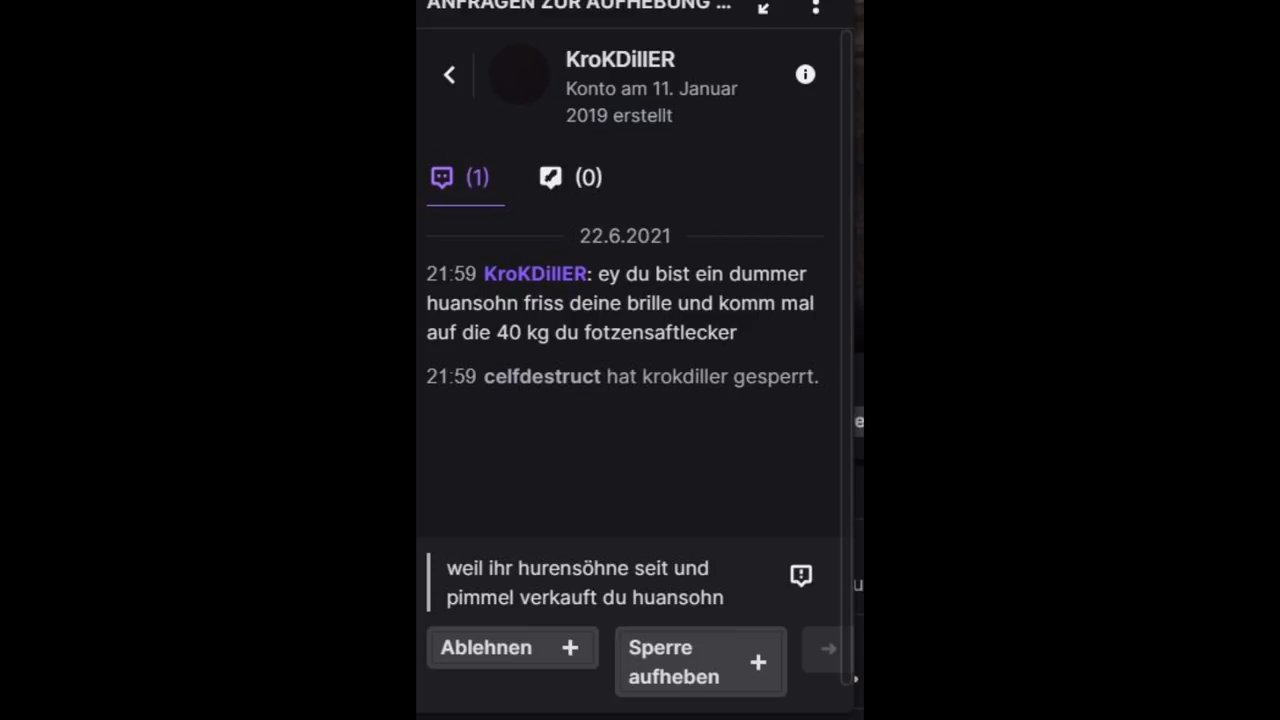 ANFRAGEN ZUR AUFHEBUNG ...
KroKDillER
Konto am 11. Januar
2019 erstellt
(1) (0)
22.6.2021
21:59 KroKDillER: ey du bist ein dummer
huansohn friss deine brille und komm mal
auf die 40 kg du fotzensaftlecker
21:59 celfdestruct hat krokdiller gesperrt.
weil ihr hurensöhne seit und
pimmel verkauft du huansohn
Ablehnen +
Sperre
aufheben +